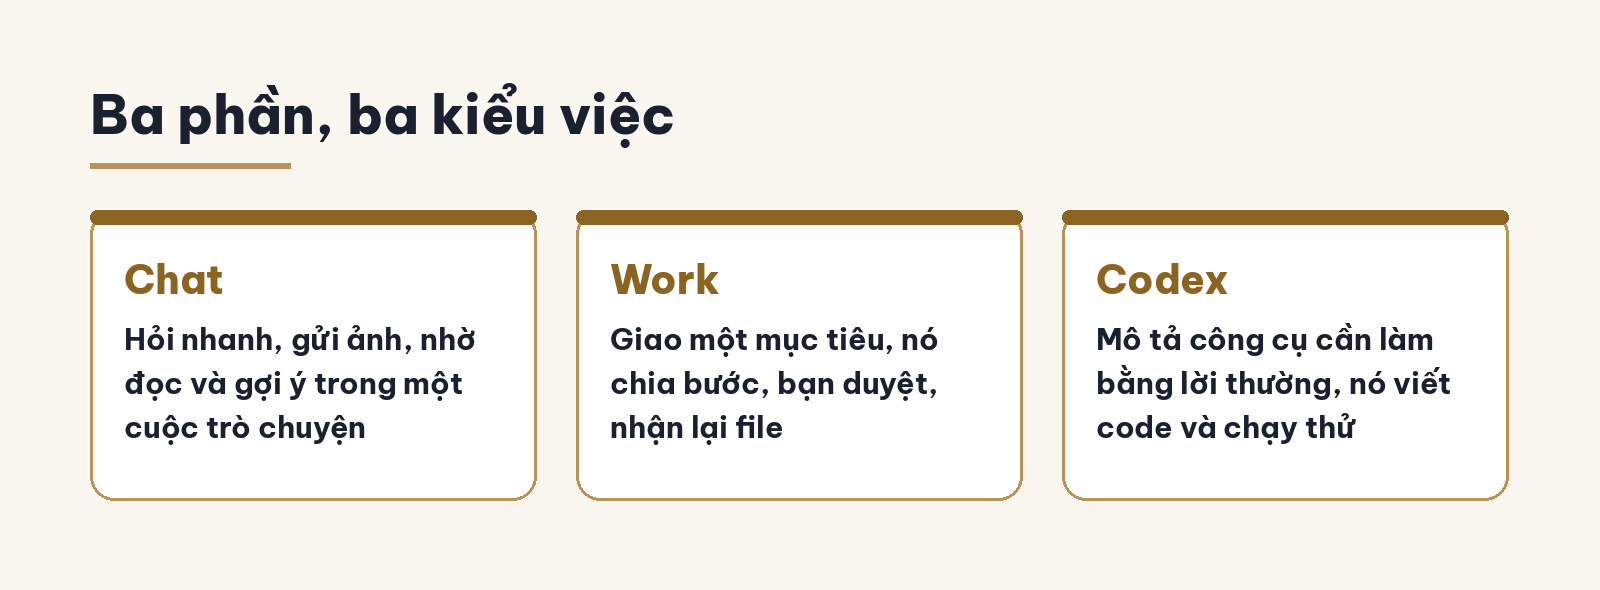 Ba phần, ba kiểu việc
Chat
Hỏi nhanh, gửi ảnh, nhờ
đọc và gợi ý trong một
cuộc trò chuyện
Work
Giao một mục tiêu, nó
chia bước, bạn duyệt,
nhận lại file
Codex
Mô tả công cụ cần làm
bằng lời thường, nó viết
code và chạy thử